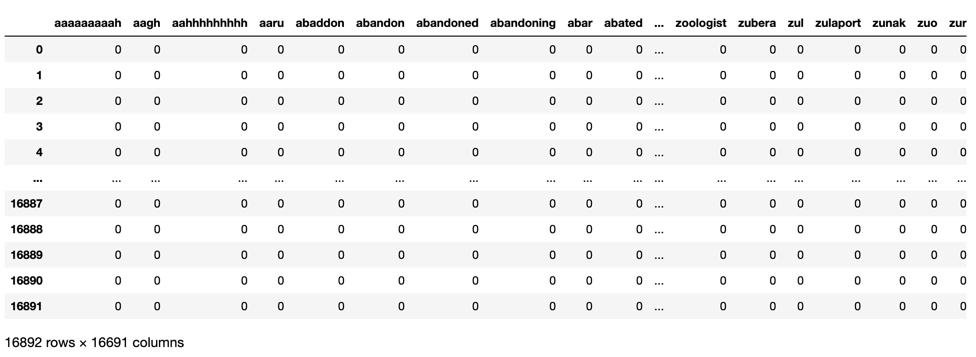 aaaaaaaaah aagh aahhhhhhhhh aaru abaddon abandon abandoned abandoning abar abated ... zoologist zubera zul zulaport zunak zuo zur
0 0 0 0 0 0 0 0 0 0 0 ... 0 0 0 0 0 0 0
1 0 0 0 0 0 0 0 0 0 0 ... 0 0 0 0 0 0 0
2 0 0 0 0 0 0 0 0 0 0 ... 0 0 0 0 0 0 0
3 0 0 0 0 0 0 0 0 0 0 ... 0 0 0 0 0 0 0
4 0 0 0 0 0 0 0 0 0 0 ... 0 0 0 0 0 0 0
... ... ... ... ... ... ... ... ... ... ... ... ... ... ... ... ... ... ...
16887 0 0 0 0 0 0 0 0 0 0 ... 0 0 0 0 0 0 0
16888 0 0 0 0 0 0 0 0 0 0 ... 0 0 0 0 0 0 0
16889 0 0 0 0 0 0 0 0 0 0 ... 0 0 0 0 0 0 0
16890 0 0 0 0 0 0 0 0 0 0 ... 0 0 0 0 0 0 0
16891 0 0 0 0 0 0 0 0 0 0 ... 0 0 0 0 0 0 0
16892 rows × 16691 columns